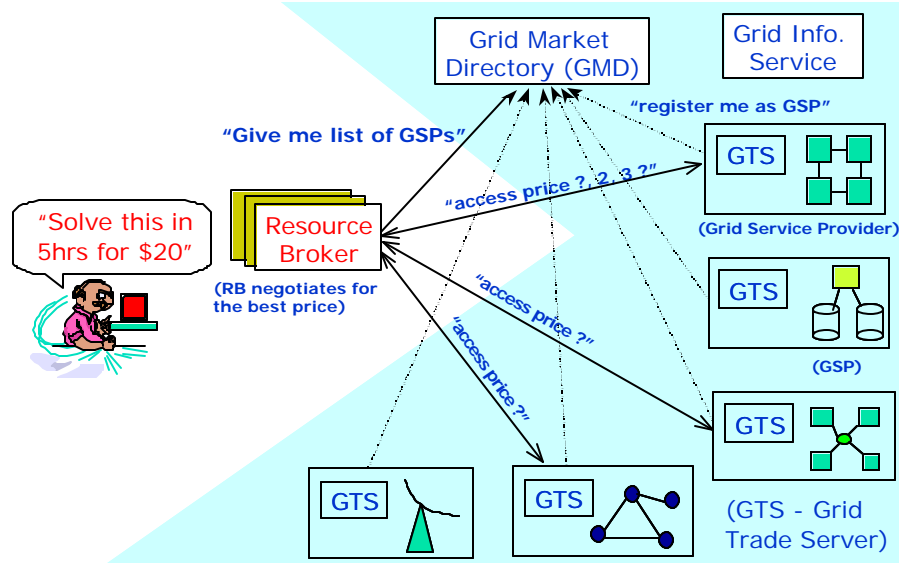 Grid Market
Directory (GMD)
Grid Info.
Service
“register me as GSP”
“Give me list of GSPs”
GTS
“access price ?, 2, 3 ?”
(Grid Service Provider)
“Solve this in
5hrs for $20”
Resource
Broker
(RB negotiates for
the best price)
“access price ?”
GTS
(GSP)
“access price ?”
GTS
GTS
GTS
(GTS - Grid
Trade Server)